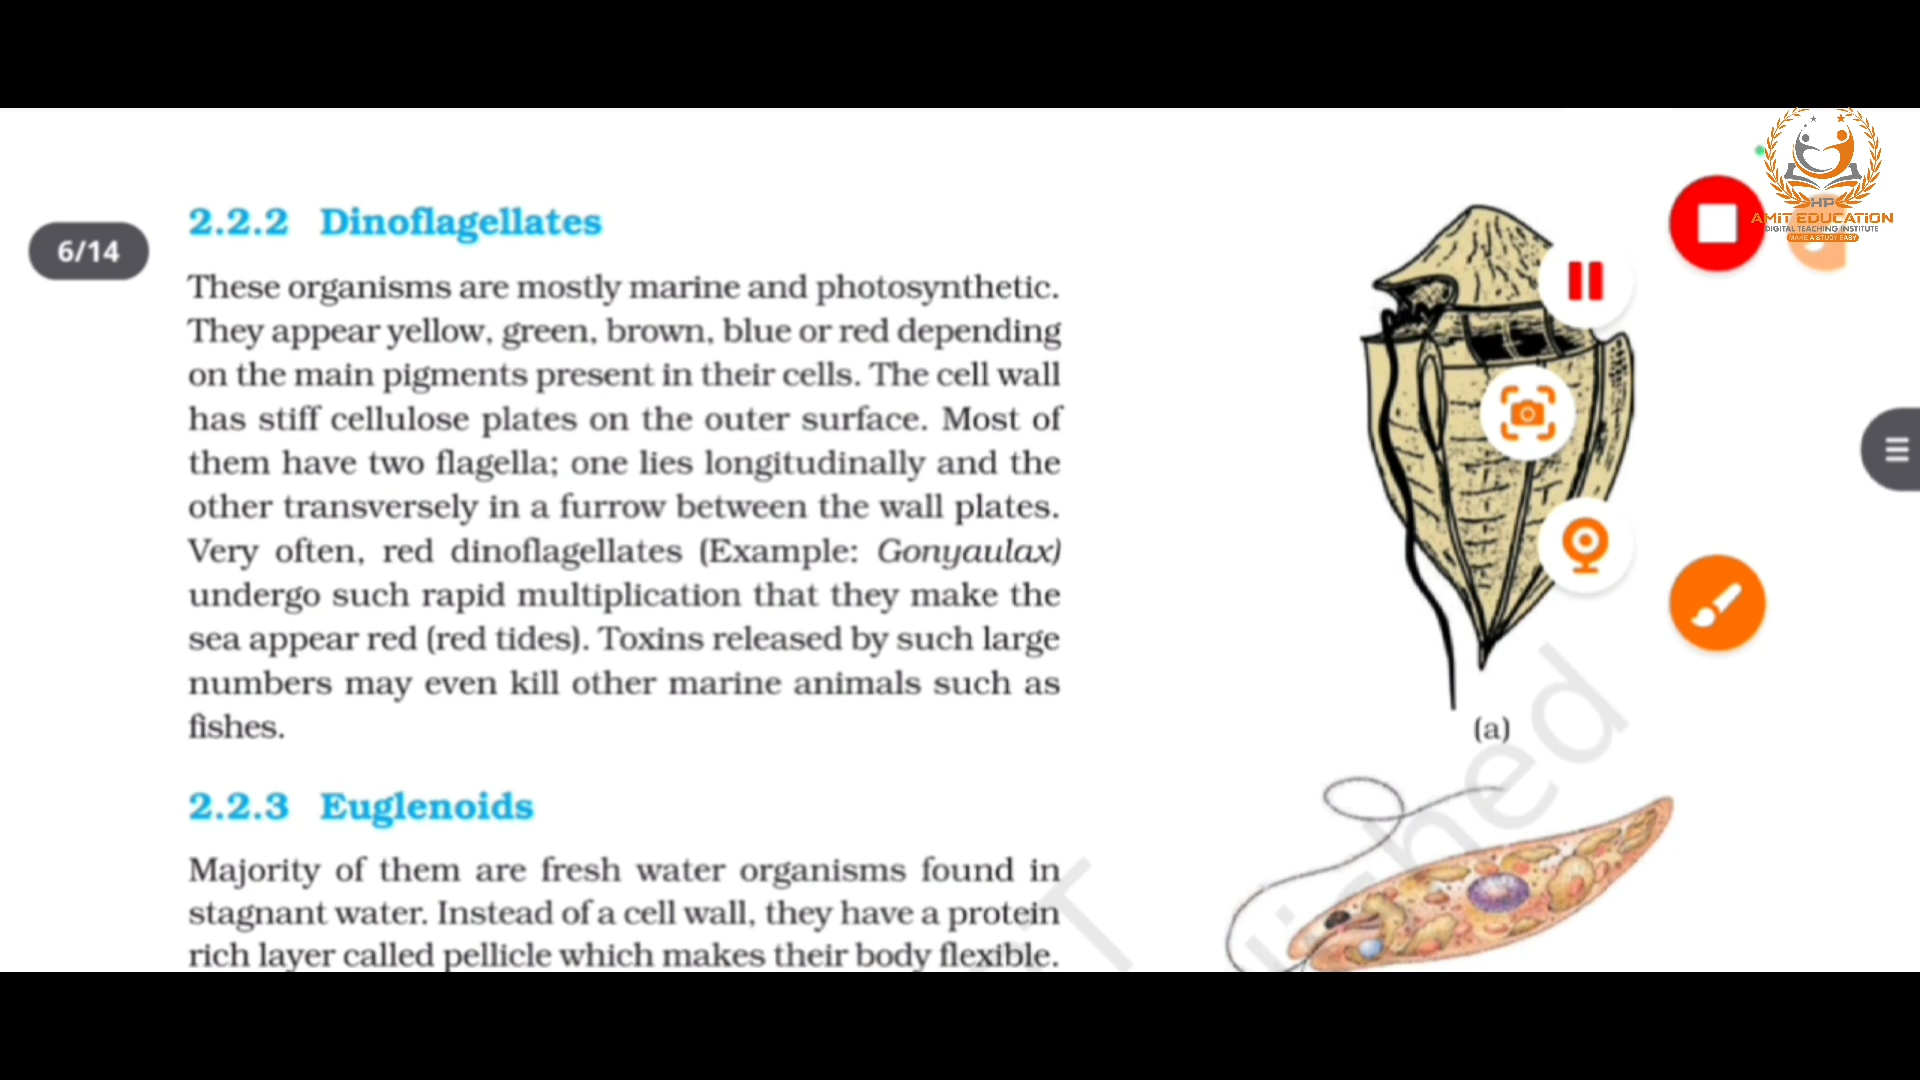 HP
AMIT EDUCATION
DIGITAL TEACHING INSTITUTE
MAKE A STUDY EASY
6/14
2.2.2 Dinoflagellates
These organisms are mostly marine and photosynthetic.
They appear yellow, green, brown, blue or red depending
on the main pigments present in their cells. The cell wall
has stiff cellulose plates on the outer surface. Most of
them have two flagella; one lies longitudinally and the
other transversely in a furrow between the wall plates.
Very often, red dinoflagellates (Example: Gonyaulax)
undergo such rapid multiplication that they make the
sea appear red (red tides). Toxins released by such large
numbers may even kill other marine animals such as
fishes.
(a)
2.2.3 Euglenoids
Majority of them are fresh water organisms found in
stagnant water. Instead of a cell wall, they have a protein
rich layer called pellicle which makes their body flexible.